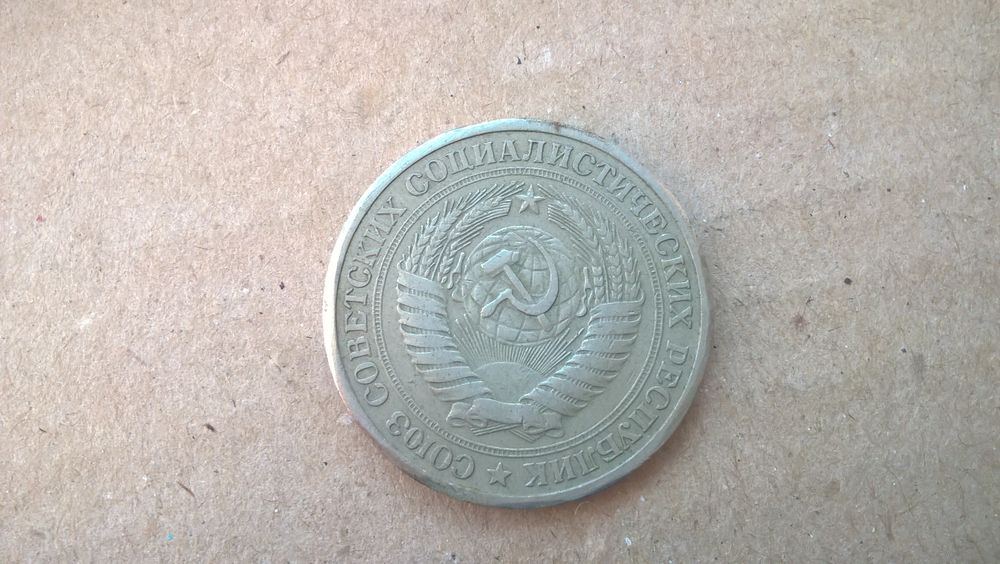 СОЮЗ СОВЕТСКИХ СОЦИАЛИСТИЧЕСКИХ РЕСПУБЛИК